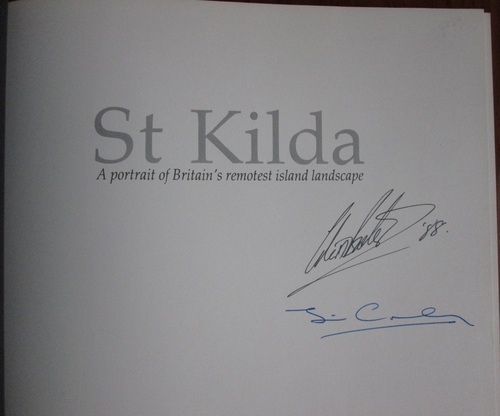 St Kilda
A portrait of Britain's remotest island landscape
'88.